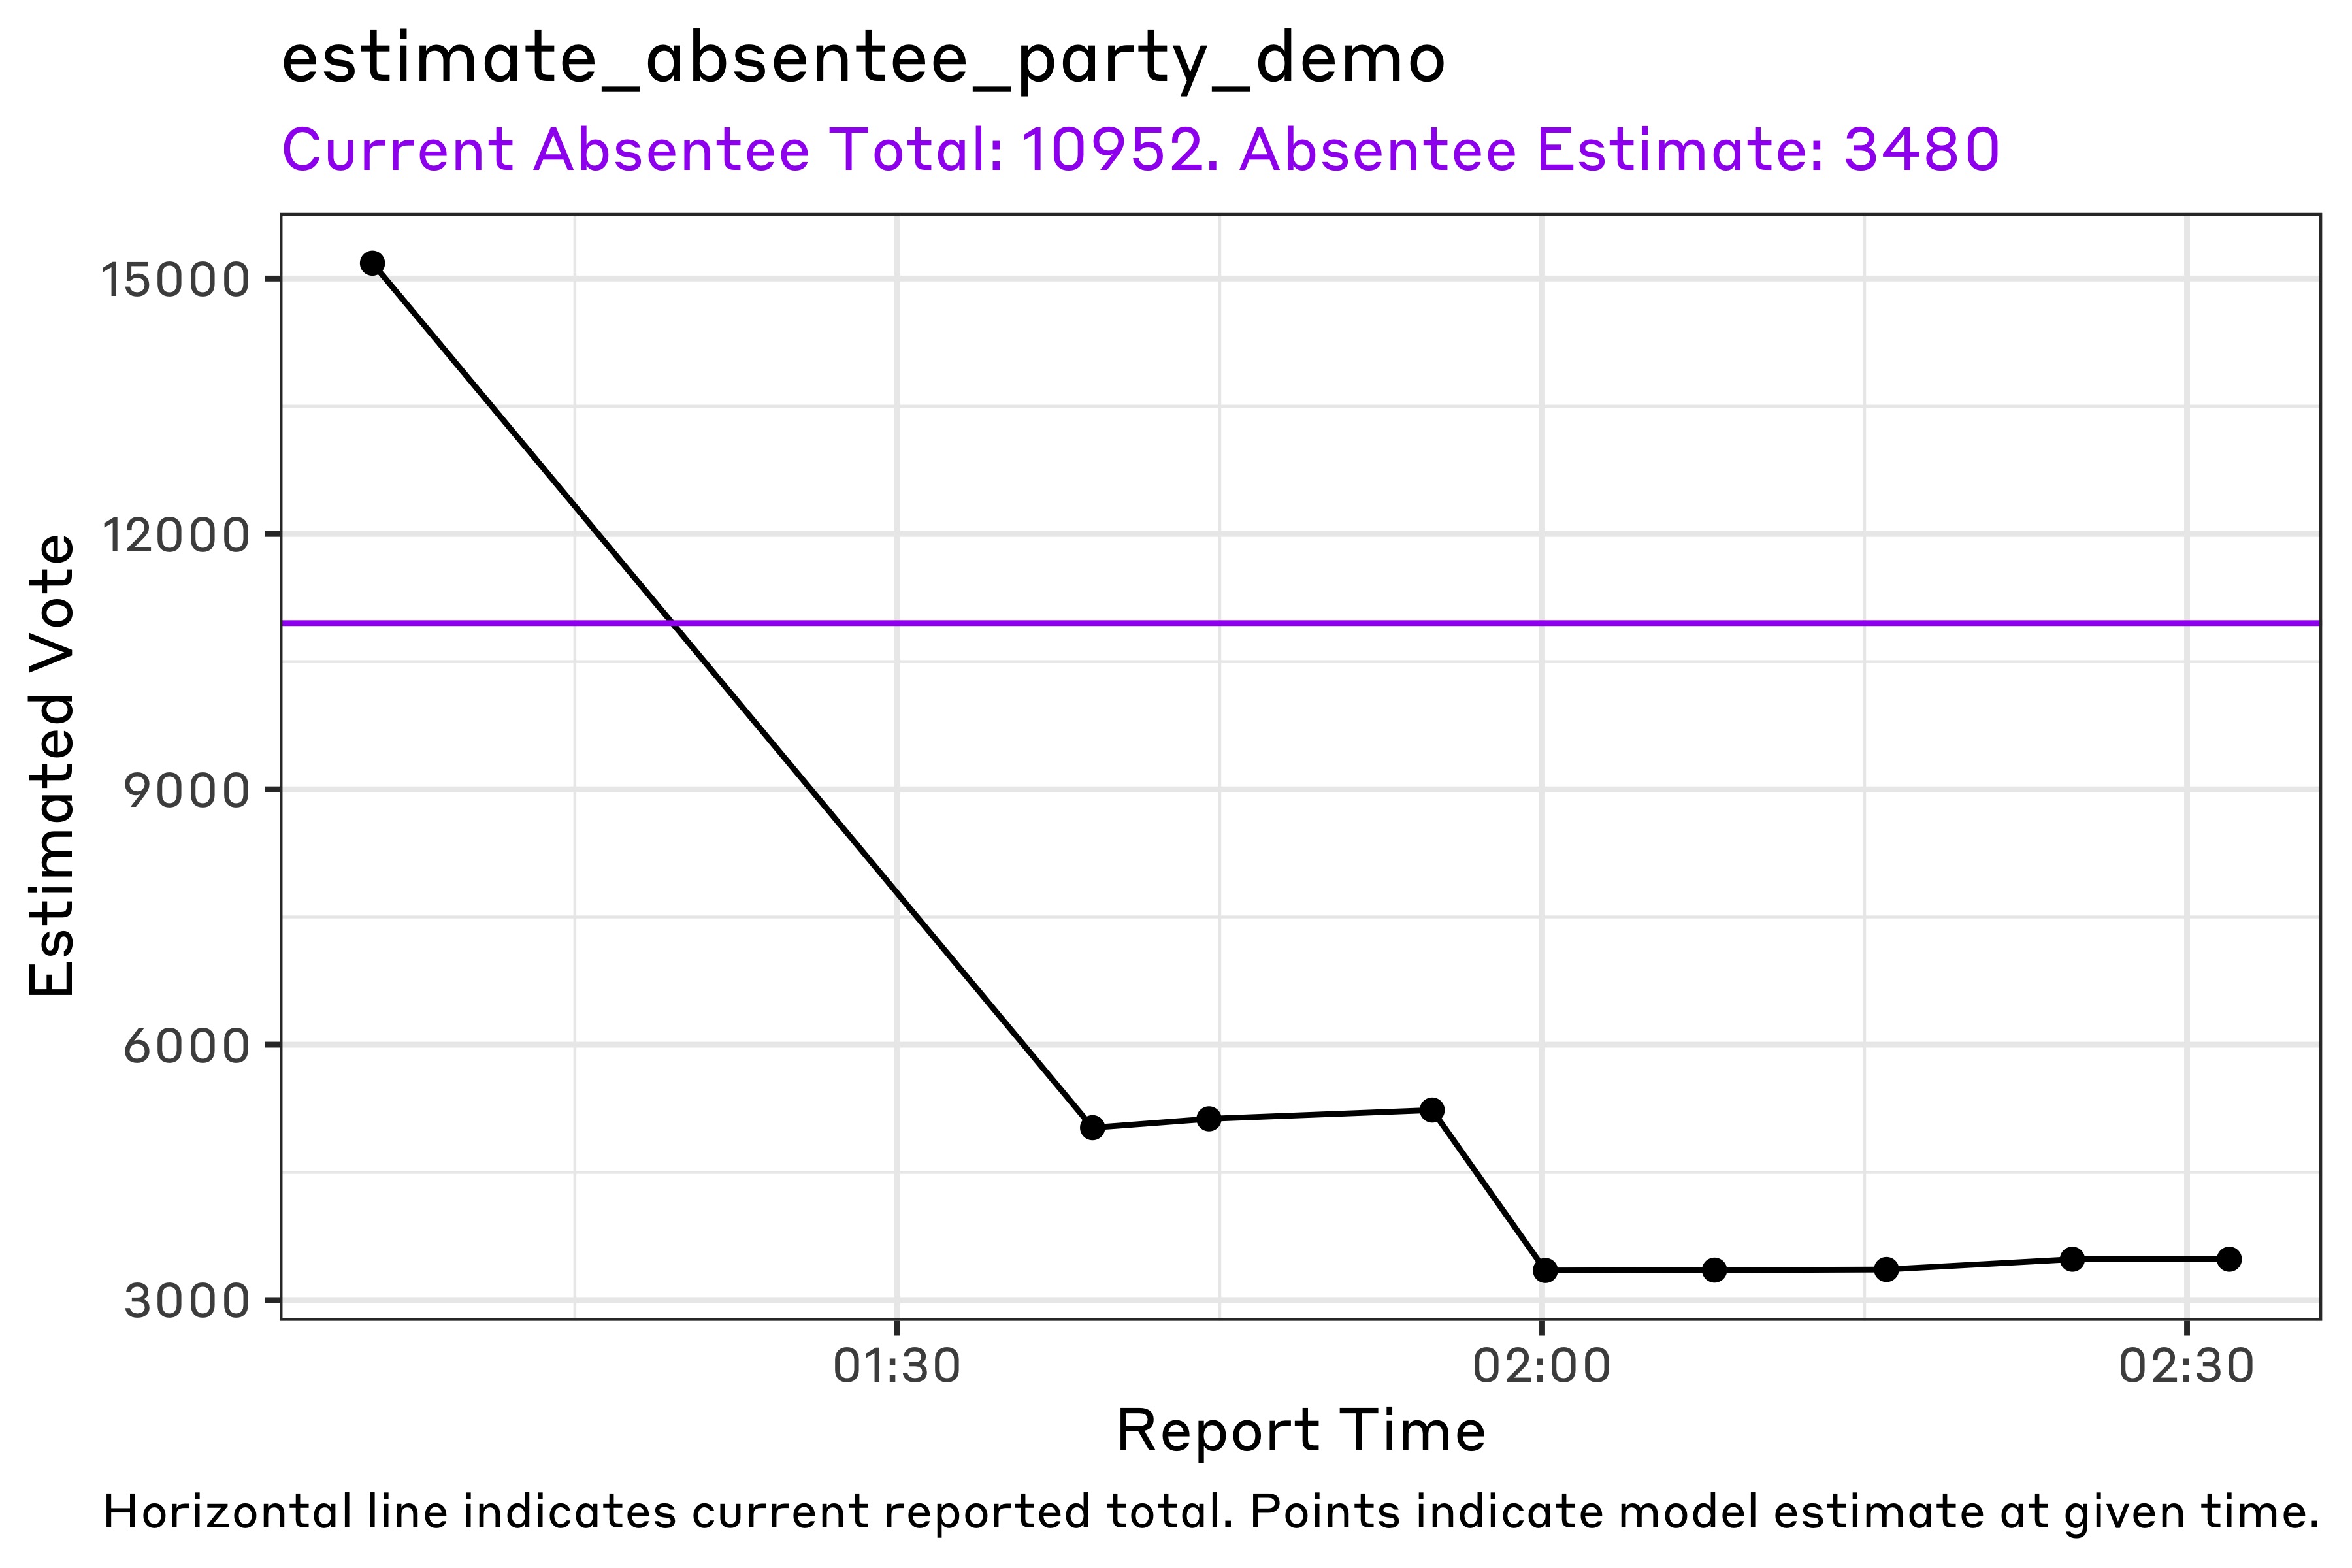 estimate_absentee_party_demo
Current Absentee Total: 10952. Absentee Estimate: 3480
Estimated Vote
15000
12000
9000
6000
3000
01:30 02:00 02:30
Report Time
Horizontal line indicates current reported total. Points indicate model estimate at given time.